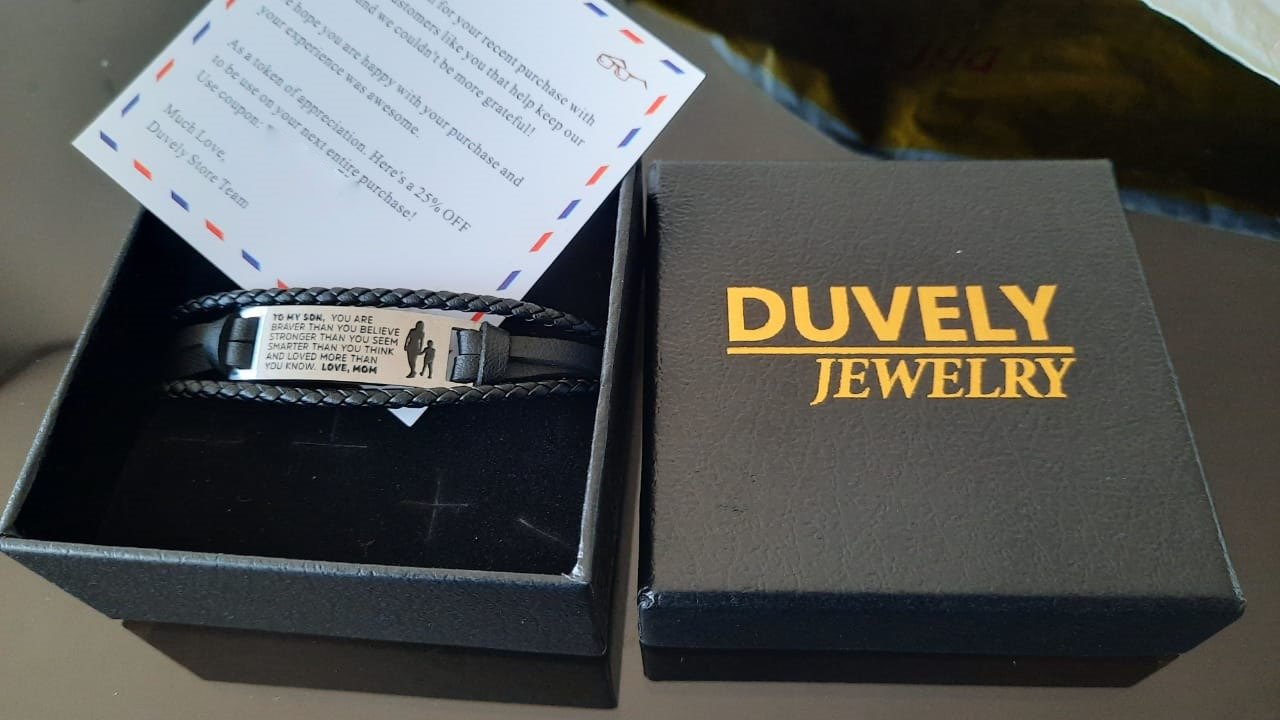 for your recent purchase with
customers like you that help keep our
and we couldn't be more grateful!
hope you are happy with your purchase and
your experience was awesome.
As a token of appreciation. Here's a 25% OFF
to be use on your next entire purchase!
Use coupon:
Much Love,
Duvely Store Team
TO MY SON, YOU ARE
BRAVER THAN YOU BELIEVE
STRONGER THAN YOU SEEM
SMARTER THAN YOU THINK
AND LOVED MORE THAN
YOU KNOW. LOVE, MOM
DUVELY
JEWELRY